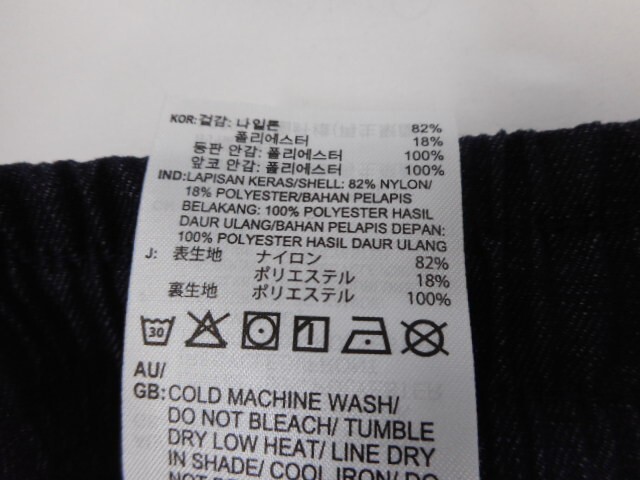 KOR: 겉감: 나일론 82%
폴리에스터 18%
등판 안감: 폴리에스터 100%
앞코 안감: 폴리에스터 100%
IND: LAPISAN KERAS/SHELL: 82% NYLON/
18% POLYESTER/BAHAN PELAPIS
BELAKANG: 100% POLYESTER HASIL
DAUR ULANG/BAHAN PELAPIS DEPAN:
100% POLYESTER HASIL DAUR ULANG
J: 表生地 ナイロン 82%
ポリエステル 18%
裏生地 ポリエステル 100%
30
AU/
GB: COLD MACHINE WASH/
DO NOT BLEACH/ TUMBLE
DRY LOW HEAT/ LINE DRY
IN SHADE/ COOL IRON/ DO
NOT